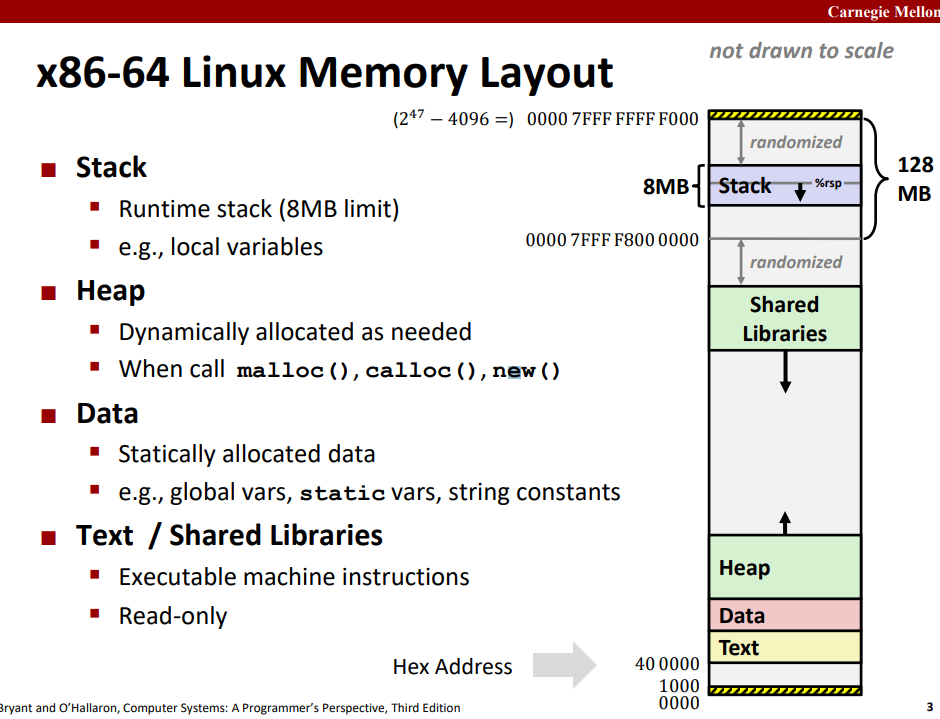 Carnegie Mellon
not drawn to scale
x86-64 Linux Memory Layout
(2⁴⁷ − 4096 =) 0000 7FFF FFFF F000
■ Stack
▪ Runtime stack (8MB limit)
▪ e.g., local variables
■ Heap
▪ Dynamically allocated as needed
▪ When call malloc(), calloc(), new()
■ Data
▪ Statically allocated data
▪ e.g., global vars, static vars, string constants
■ Text / Shared Libraries
▪ Executable machine instructions
▪ Read-only
Hex Address
randomized
128
MB
8MB
Stack
%rsp
0000 7FFF F800 0000
randomized
Shared
Libraries
Heap
Data
Text
40 0000
1000
0000
Bryant and O’Hallaron, Computer Systems: A Programmer’s Perspective, Third Edition
3